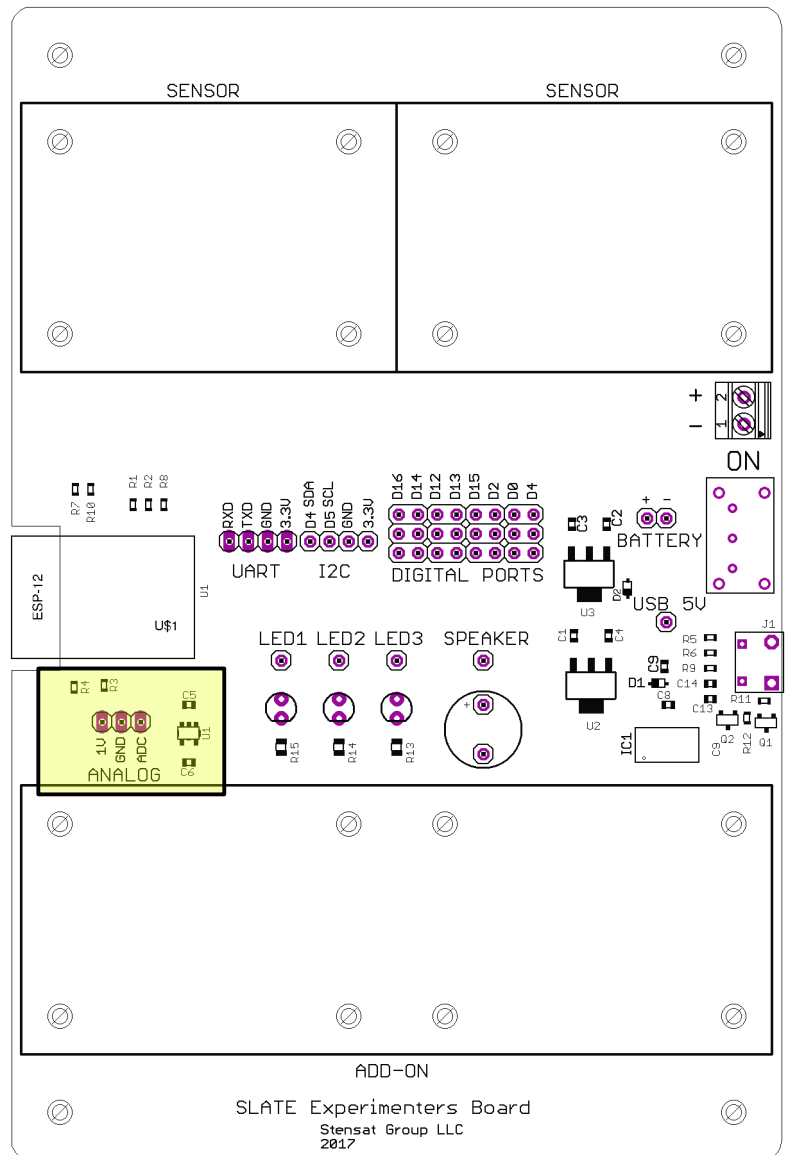 SENSOR SENSOR
+ 2
- 1
ON
R7 R10 R1 R2 R8
RXD TXD GND 3.3V D4 SDA D5 SCL GND 3.3V D16 D14 D12 D13 D15 D2 D0 D4
C3 C2 + -
BATTERY
UART I2C DIGITAL PORTS
ESP-12 U$1 U1
U3 D2 USB 5V
J1
LED1 LED2 LED3 SPEAKER C1 C4 R5
R6
C9 R9
R4 R3 D1 C14
C5 C8 C13 R11
1V GND ADC U1 + U2 Q2 R12 Q1
R15 R14 R13 IC1 C9
C6
ANALOG
ADD-ON
SLATE Experimenters Board
Stensat Group LLC
2017